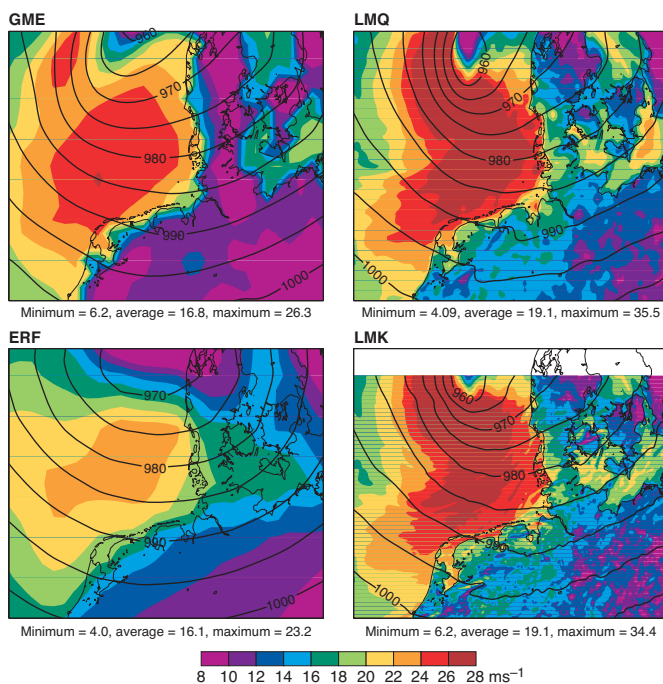 GME
LMQ
960
970
980
990
1000
960
970
980
990
1000
Minimum = 6.2, average = 16.8, maximum = 26.3
Minimum = 4.09, average = 19.1, maximum = 35.5
ERF
LMK
970
980
990
1000
960
970
980
990
1000
Minimum = 4.0, average = 16.1, maximum = 23.2
Minimum = 6.2, average = 19.1, maximum = 34.4
8 10 12 14 16 18 20 22 24 26 28 ms⁻¹